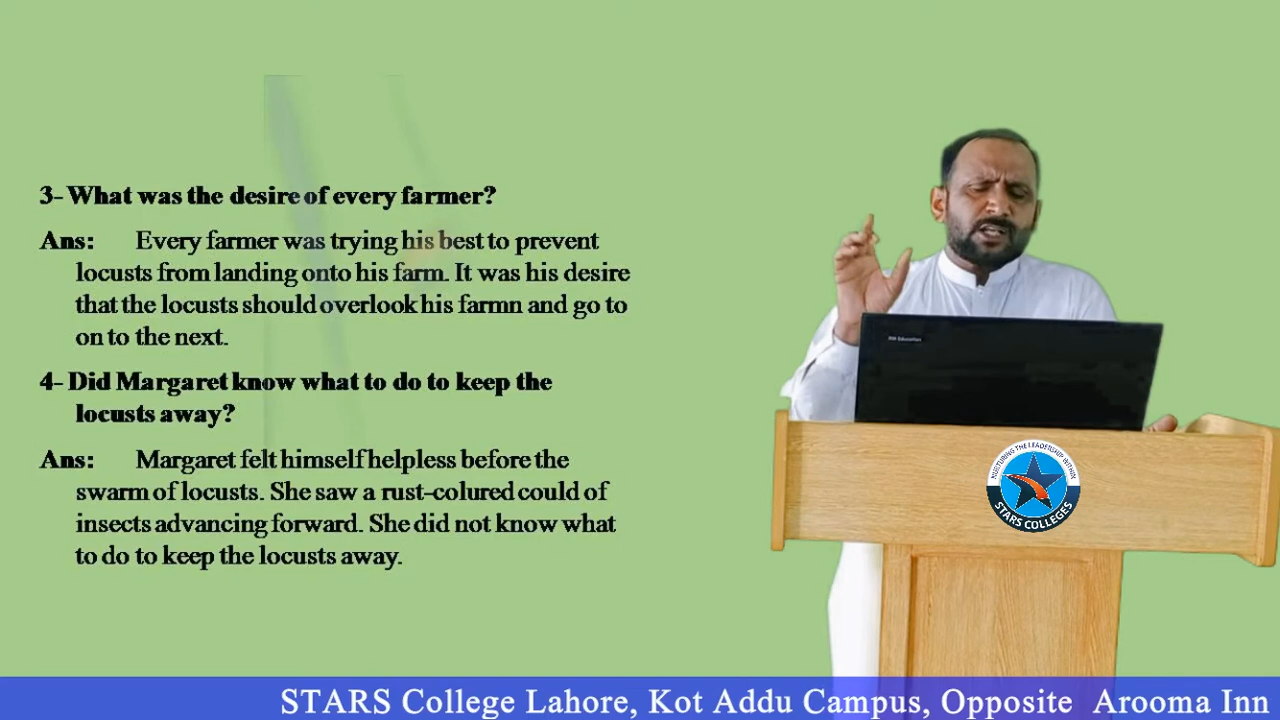 3- What was the desire of every farmer?
Ans: Every farmer was trying his best to prevent
locusts from landing onto his farm. It was his desire
that the locusts should overlook his farmn and go to
on to the next.
4- Did Margaret know what to do to keep the
locusts away?
Ans: Margaret felt himself helpless before the
swarm of locusts. She saw a rust-colured could of
insects advancing forward. She did not know what
to do to keep the locusts away.
NURTURING THE LEADERSHIP WITHIN
STARS COLLEGES
STARS College Lahore, Kot Addu Campus, Opposite Arooma Inn